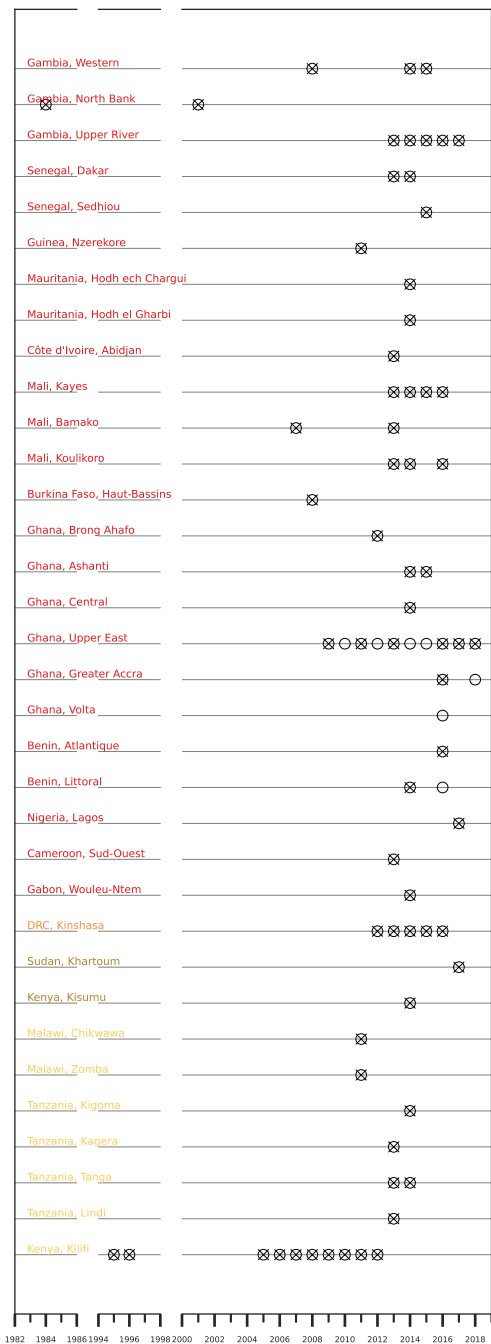 Gambia, Western
Gambia, North Bank
Gambia, Upper River
Senegal, Dakar
Senegal, Sedhiou
Guinea, Nzerekore
Mauritania, Hodh ech Chargui
Mauritania, Hodh el Gharbi
Côte d'Ivoire, Abidjan
Mali, Kayes
Mali, Bamako
Mali, Koulikoro
Burkina Faso, Haut-Bassins
Ghana, Brong Ahafo
Ghana, Ashanti
Ghana, Central
Ghana, Upper East
Ghana, Greater Accra
Ghana, Volta
Benin, Atlantique
Benin, Littoral
Nigeria, Lagos
Cameroon, Sud-Ouest
Gabon, Wouleu-Ntem
DRC, Kinshasa
Sudan, Khartoum
Kenya, Kisumu
Malawi, Chikwawa
Malawi, Zomba
Tanzania, Kigoma
Tanzania, Kagera
Tanzania, Tanga
Tanzania, Lindi
Kenya, Kilifi
1982 1984 1986 1994 1996 1998 2000 2002 2004 2006 2008 2010 2012 2014 2016 2018